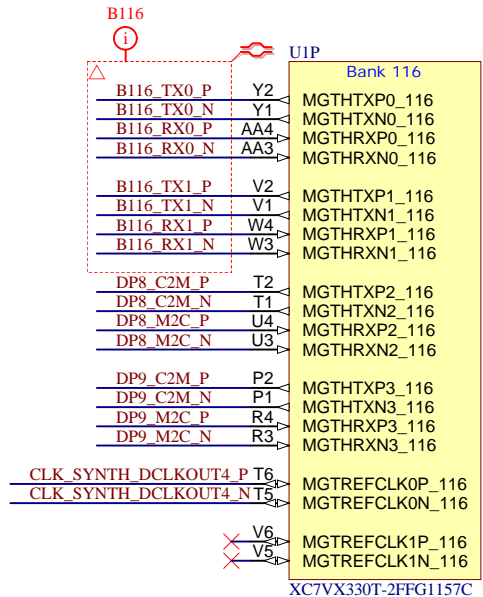 B116
i
U1P
Bank 116
B116_TX0_P Y2 MGTHTXP0_116
B116_TX0_N Y1 MGTHTXN0_116
B116_RX0_P AA4 MGTHRXP0_116
B116_RX0_N AA3 MGTHRXN0_116
B116_TX1_P V2 MGTHTXP1_116
B116_TX1_N V1 MGTHTXN1_116
B116_RX1_P W4 MGTHRXP1_116
B116_RX1_N W3 MGTHRXN1_116
DP8_C2M_P T2 MGTHTXP2_116
DP8_C2M_N T1 MGTHTXN2_116
DP8_M2C_P U4 MGTHRXP2_116
DP8_M2C_N U3 MGTHRXN2_116
DP9_C2M_P P2 MGTHTXP3_116
DP9_C2M_N P1 MGTHTXN3_116
DP9_M2C_P R4 MGTHRXP3_116
DP9_M2C_N R3 MGTHRXN3_116
CLK_SYNTH_DCLKOUT4_P T6 MGTREFCLK0P_116
CLK_SYNTH_DCLKOUT4_N T5 MGTREFCLK0N_116
V6 MGTREFCLK1P_116
V5 MGTREFCLK1N_116
XC7VX330T-2FFG1157C